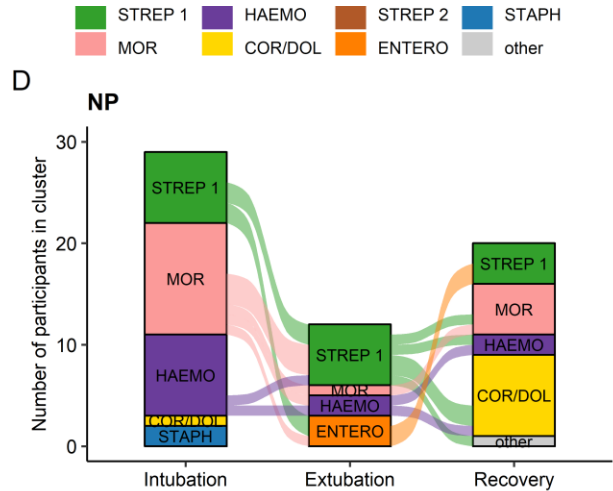 STREP 1 HAEMO STREP 2 STAPH
MOR COR/DOL ENTERO other
D
NP
Number of participants in cluster
30
20
10
0
STREP 1
MOR
HAEMO
COR/DOL
STAPH
STREP 1
MOR
HAEMO
ENTERO
STREP 1
MOR
HAEMO
COR/DOL
other
Intubation Extubation Recovery